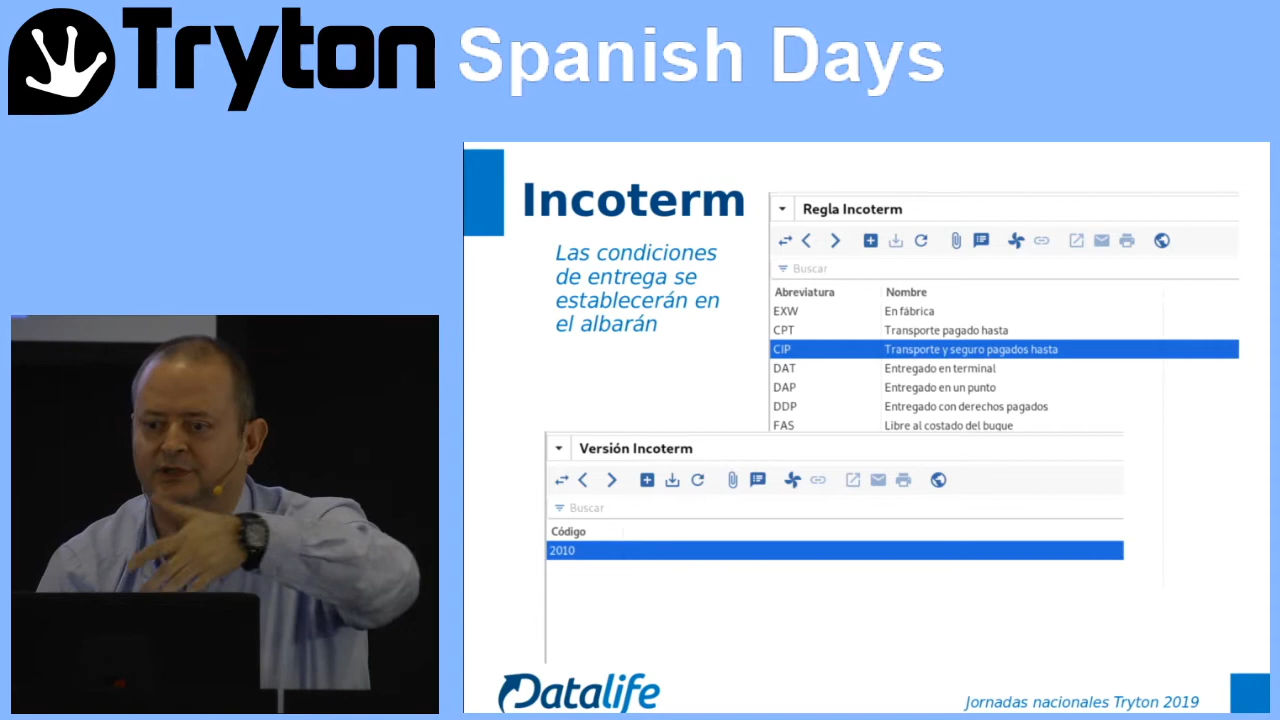 Tryton Spanish Days
Incoterm
Las condiciones
de entrega se
establecerán en
el albarán
Regla Incoterm
Buscar
Abreviatura Nombre
EXW En fábrica
CPT Transporte pagado hasta
CIP Transporte y seguro pagados hasta
DAT Entregado en terminal
DAP Entregado en un punto
DDP Entregado con derechos pagados
FAS Libre al costado del buque
Versión Incoterm
Buscar
Código
2010
Datalife
Jornadas nacionales Tryton 2019